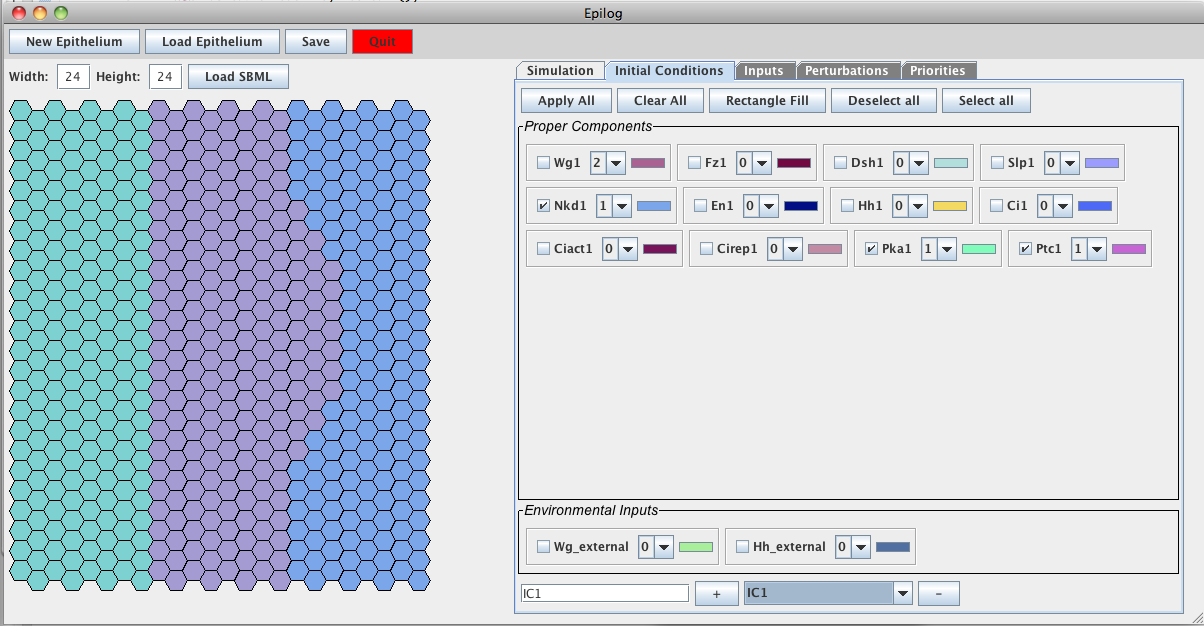 Epilog
New Epithelium Load Epithelium Save Quit
Width: 24 Height: 24 Load SBML
Simulation Initial Conditions Inputs Perturbations Priorities
Apply All Clear All Rectangle Fill Deselect all Select all
Proper Components
Wg1 2 Fz1 0 Dsh1 0 Slp1 0
Nkd1 1 En1 0 Hh1 0 Ci1 0
Ciact1 0 Cirep1 0 Pka1 1 Ptc1 1
Environmental Inputs
Wg_external 0 Hh_external 0
IC1 + IC1 -